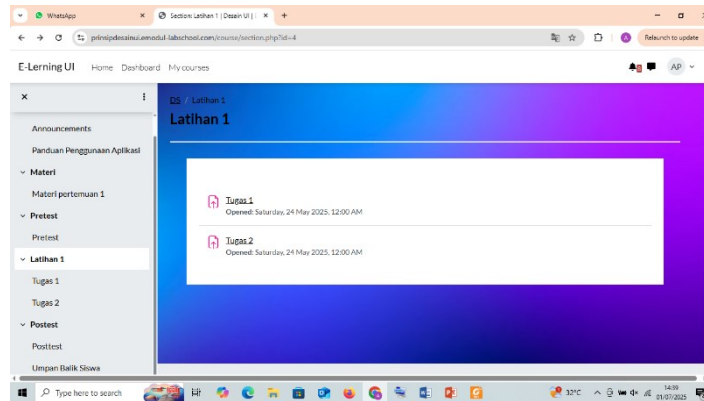 WhatsApp
Section: Latihan 1 | Desain UI |
prinsipdesainui.emodul-labschool.com/course/section.php?id=4
Relaunch to update
E-Lerning UI
Home
Dashboard
My courses
AP
DS / Latihan 1
Latihan 1
Announcements
Panduan Penggunaan Aplikasi
Materi
Materi pertemuan 1
Pretest
Pretest
Latihan 1
Tugas 1
Tugas 2
Postest
Posttest
Umpan Balik Siswa
Tugas 1
Opened: Saturday, 24 May 2025, 12:00 AM
Tugas 2
Opened: Saturday, 24 May 2025, 12:00 AM
Type here to search
32°C
14:39
01/07/2025